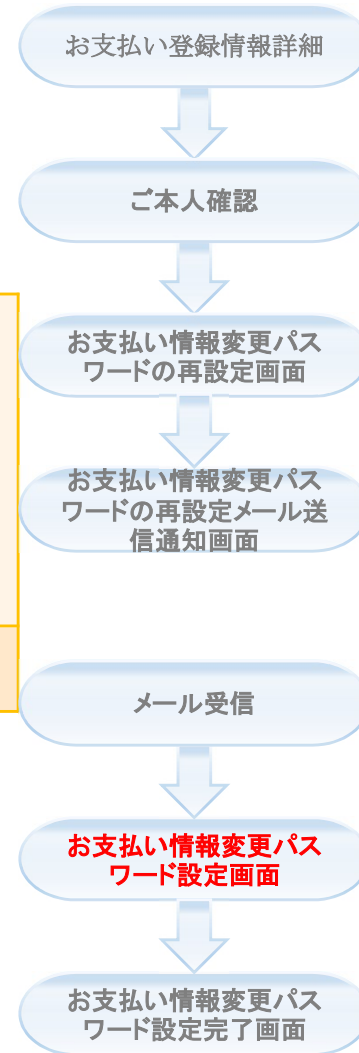 お支払い登録情報詳細
ご本人確認
お支払い情報変更パス
ワードの再設定画面
お支払い情報変更パス
ワードの再設定メール送
信通知画面
メール受信
お支払い情報変更パス
ワード設定画面
お支払い情報変更パス
ワード設定完了画面